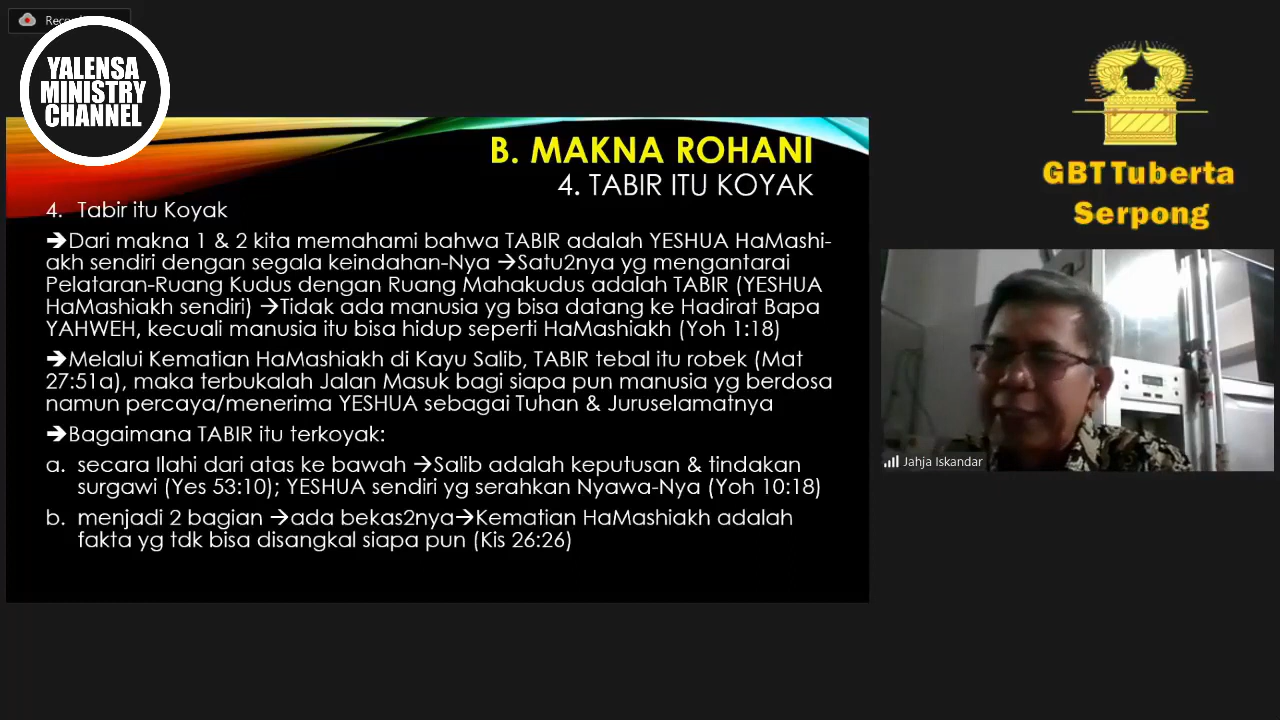 YALENSA
MINISTRY
CHANNEL
B. MAKNA ROHANI
4. TABIR ITU KOYAK
4. Tabir itu Koyak
➔Dari makna 1 & 2 kita memahami bahwa TABIR adalah YESHUA HaMashi-
akh sendiri dengan segala keindahan-Nya →Satu2nya yg mengantarai
Pelataran-Ruang Kudus dengan Ruang Mahakudus adalah TABIR (YESHUA
HaMashiakh sendiri) →Tidak ada manusia yg bisa datang ke Hadirat Bapa
YAHWEH, kecuali manusia itu bisa hidup seperti HaMashiakh (Yoh 1:18)
➔Melalui Kematian HaMashiakh di Kayu Salib, TABIR tebal itu robek (Mat
27:51a), maka terbukalah Jalan Masuk bagi siapa pun manusia yg berdosa
namun percaya/menerima YESHUA sebagai Tuhan & Juruselamatnya
➔Bagaimana TABIR itu terkoyak:
a. secara Ilahi dari atas ke bawah →Salib adalah keputusan & tindakan
surgawi (Yes 53:10); YESHUA sendiri yg serahkan Nyawa-Nya (Yoh 10:18)
b. menjadi 2 bagian →ada bekas2nya→Kematian HaMashiakh adalah
fakta yg tdk bisa disangkal siapa pun (Kis 26:26)
GBT Tuberta
Serpong
Jahja Iskandar